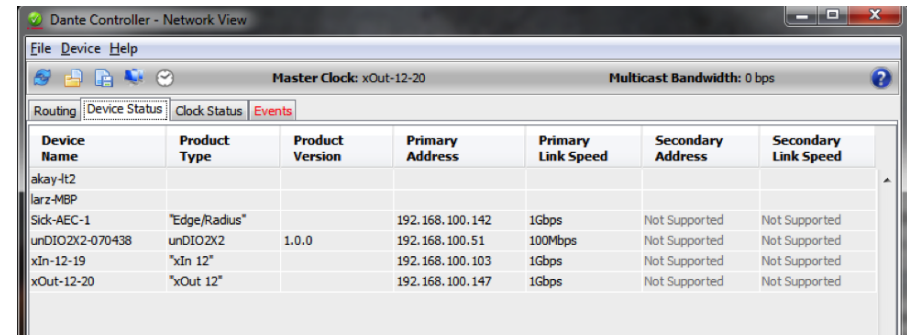 Dante Controller - Network View
File Device Help
Master Clock: xOut-12-20 Multicast Bandwidth: 0 bps ?
Routing Device Status Clock Status Events
Device Name Product Type Product Version Primary Address Primary Link Speed Secondary Address Secondary Link Speed
akay-lt2
larz-MBP
Sick-AEC-1 "Edge/Radius" 192.168.100.142 1Gbps Not Supported Not Supported
unDIO2X2-070438 unDIO2X2 1.0.0 192.168.100.51 100Mbps Not Supported Not Supported
xIn-12-19 "xIn 12" 192.168.100.103 1Gbps Not Supported Not Supported
xOut-12-20 "xOut 12" 192.168.100.147 1Gbps Not Supported Not Supported